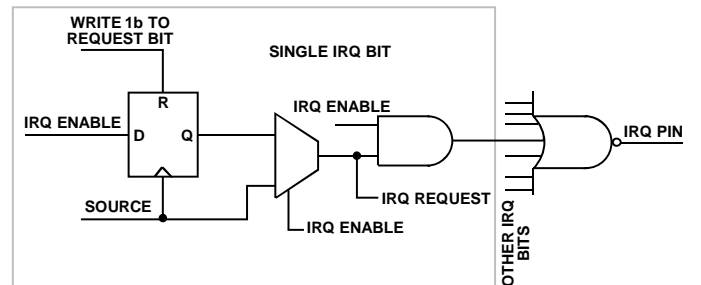 WRITE 1b TO
REQUEST BIT
SINGLE IRQ BIT
R
IRQ ENABLE
IRQ ENABLE
D
Q
IRQ PIN
IRQ REQUEST
SOURCE
IRQ ENABLE
OTHER IRQ
BITS